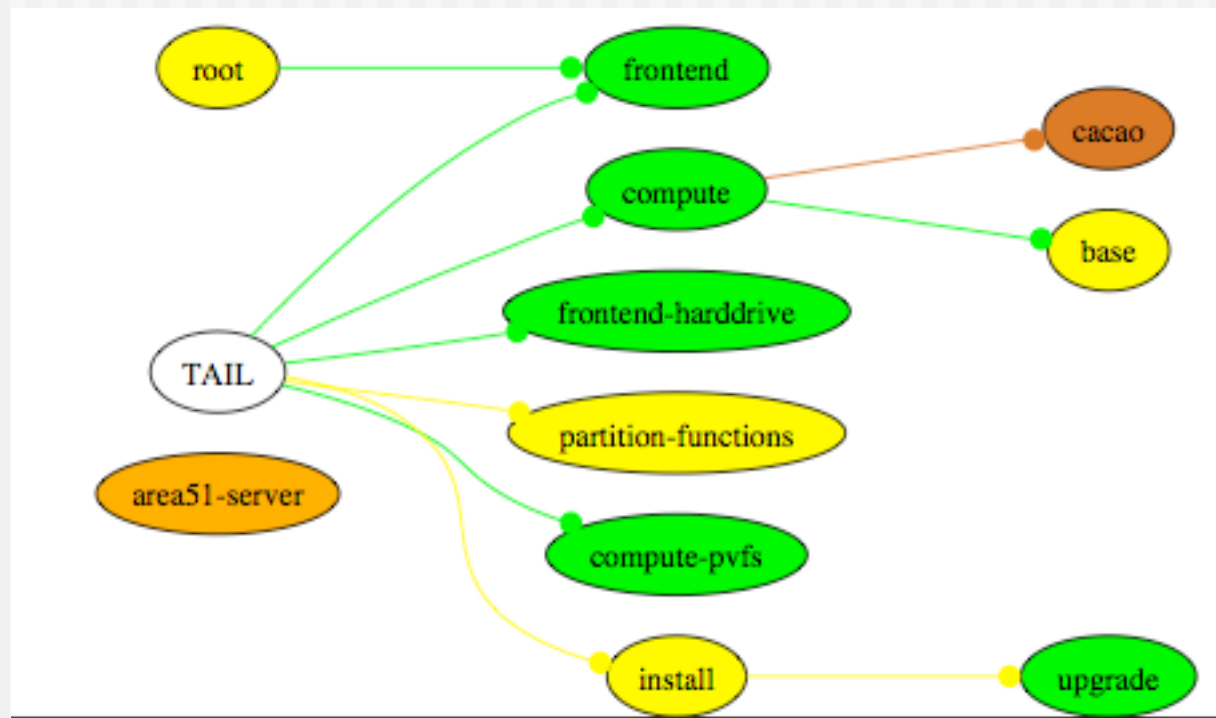 root
frontend
cacao
compute
base
frontend-harddrive
TAIL
partition-functions
area51-server
compute-pvfs
install
upgrade